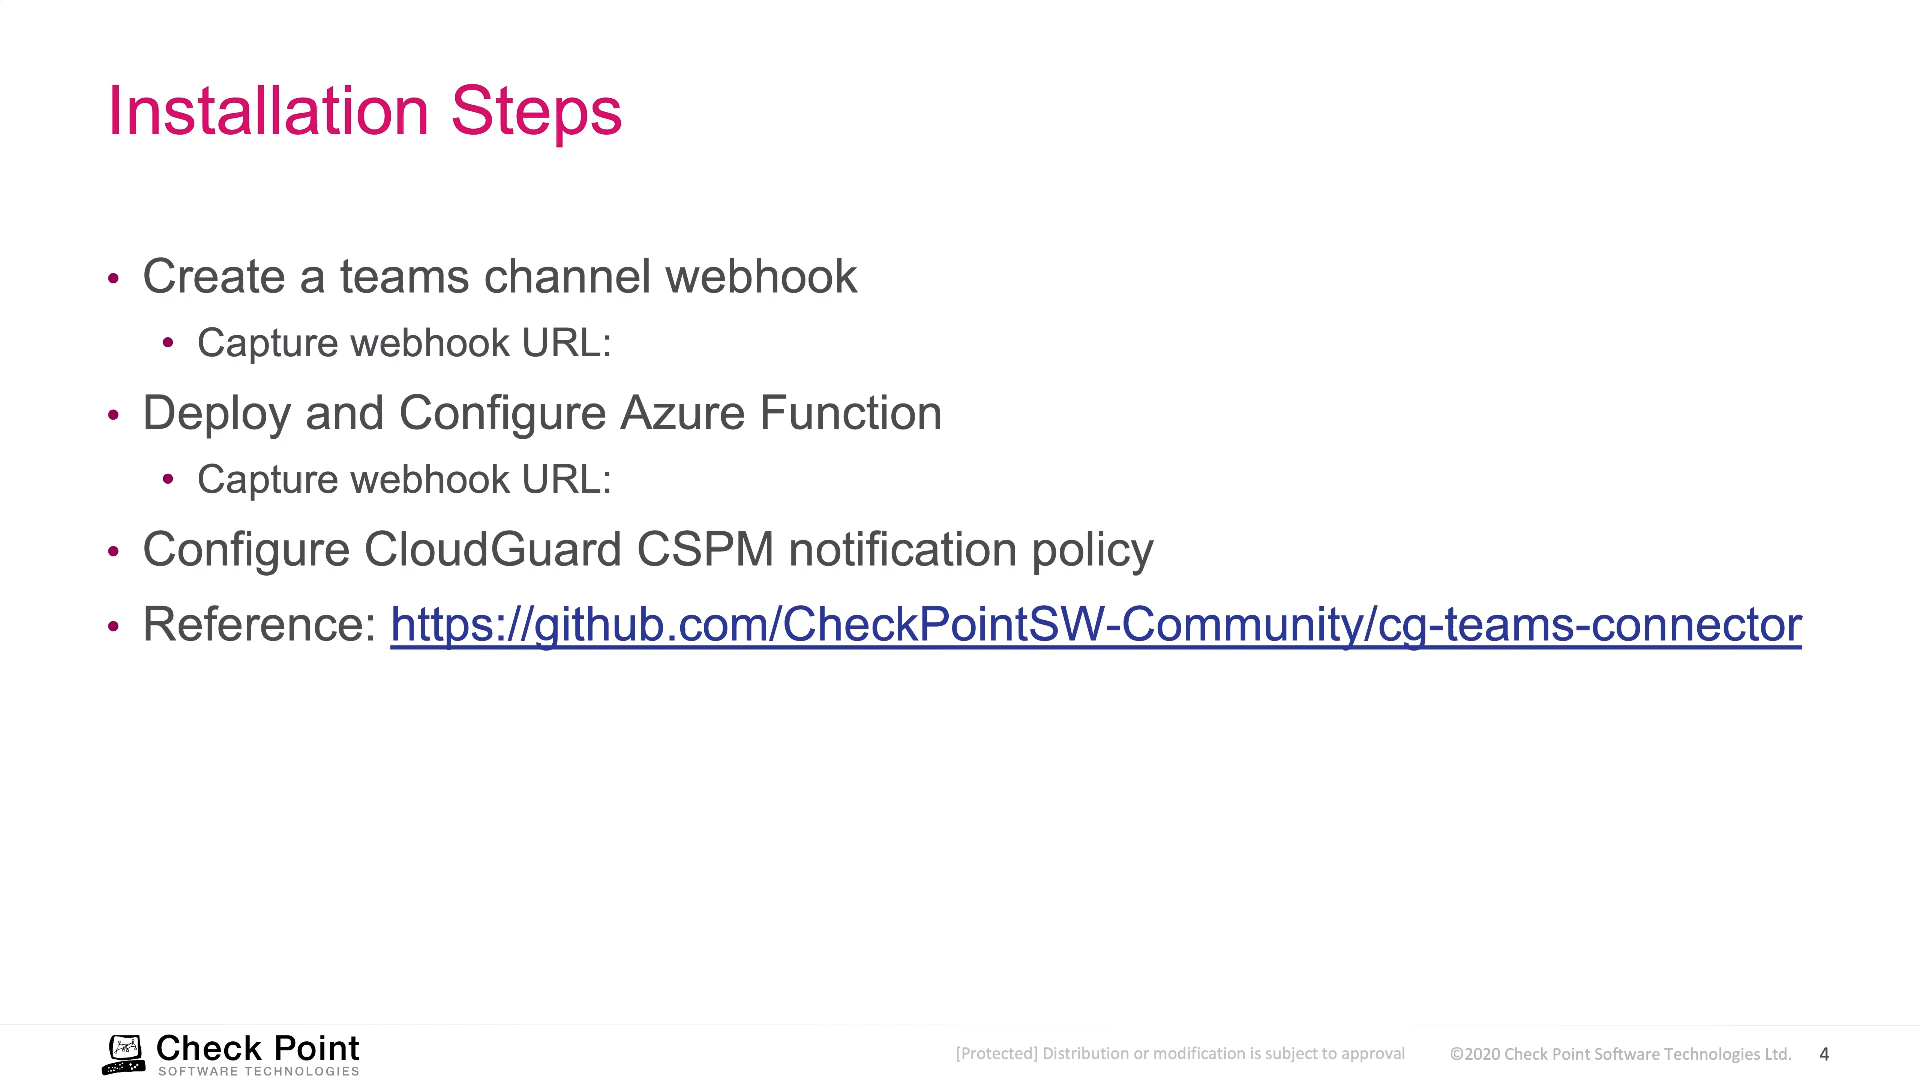 Installation Steps
• Create a teams channel webhook
• Capture webhook URL:
• Deploy and Configure Azure Function
• Capture webhook URL:
• Configure CloudGuard CSPM notification policy
• Reference: https://github.com/CheckPointSW-Community/cg-teams-connector
Check Point
SOFTWARE TECHNOLOGIES
[Protected] Distribution or modification is subject to approval
©2020 Check Point Software Technologies Ltd.
4